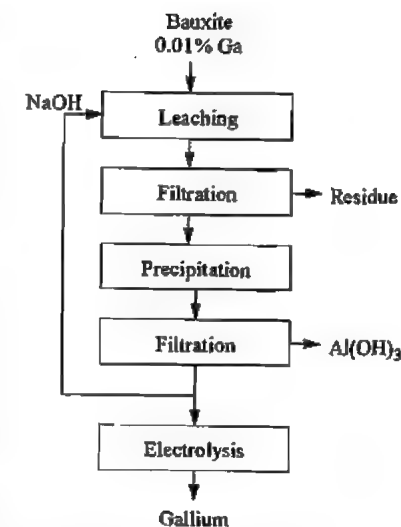 Bauxite
0.01% Ga
NaOH
Leaching
Filtration
Residue
Precipitation
Filtration
Al(OH)3
Electrolysis
Gallium